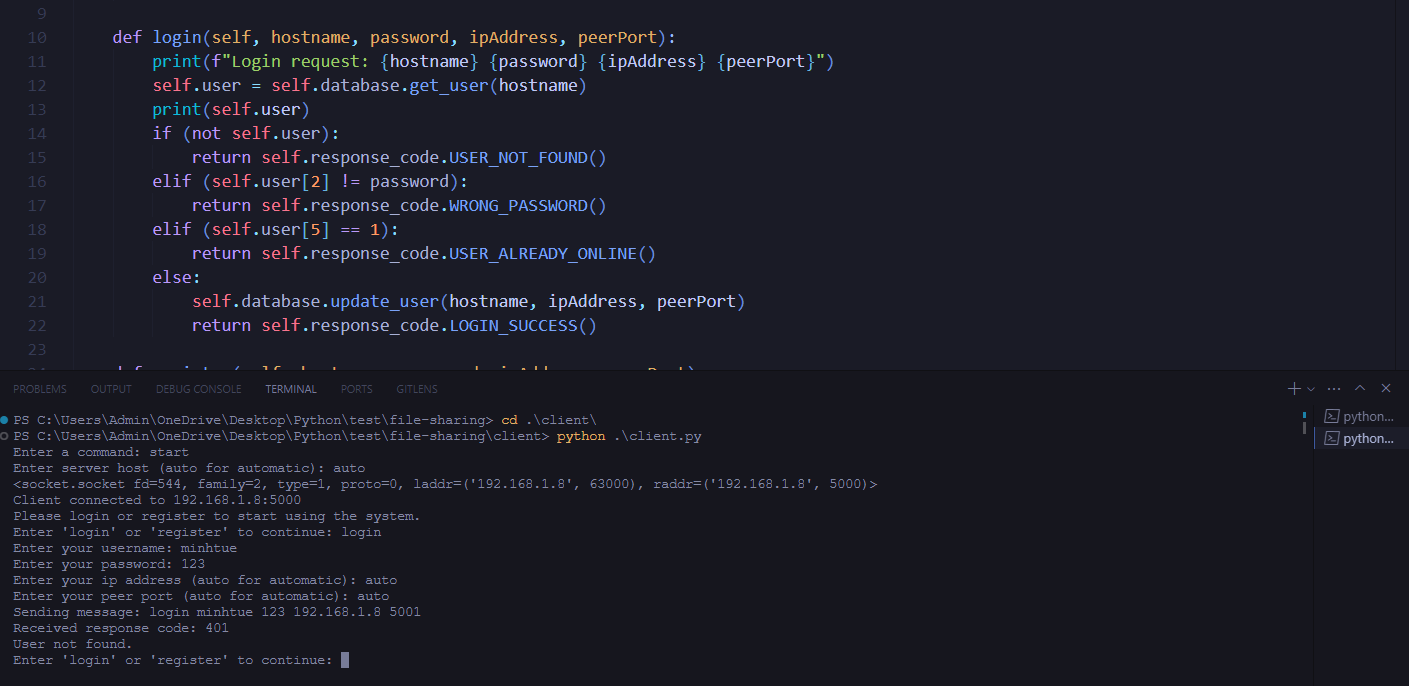 9
10 def login(self, hostname, password, ipAddress, peerPort):
11 print(f"Login request: {hostname} {password} {ipAddress} {peerPort}")
12 self.user = self.database.get_user(hostname)
13 print(self.user)
14 if (not self.user):
15 return self.response_code.USER_NOT_FOUND()
16 elif (self.user[2] != password):
17 return self.response_code.WRONG_PASSWORD()
18 elif (self.user[5] == 1):
19 return self.response_code.USER_ALREADY_ONLINE()
20 else:
21 self.database.update_user(hostname, ipAddress, peerPort)
22 return self.response_code.LOGIN_SUCCESS()
23
PROBLEMS OUTPUT DEBUG CONSOLE TERMINAL PORTS GITLENS
PS C:\Users\Admin\OneDrive\Desktop\Python\test\file-sharing> cd .\client\
PS C:\Users\Admin\OneDrive\Desktop\Python\test\file-sharing\client> python .\client.py
Enter a command: start
Enter server host (auto for automatic): auto
<socket.socket fd=544, family=2, type=1, proto=0, laddr=('192.168.1.8', 63000), raddr=('192.168.1.8', 5000)>
Client connected to 192.168.1.8:5000
Please login or register to start using the system.
Enter 'login' or 'register' to continue: login
Enter your username: minhtue
Enter your password: 123
Enter your ip address (auto for automatic): auto
Enter your peer port (auto for automatic): auto
Sending message: login minhtue 123 192.168.1.8 5001
Received response code: 401
User not found.
Enter 'login' or 'register' to continue:
python...
python...